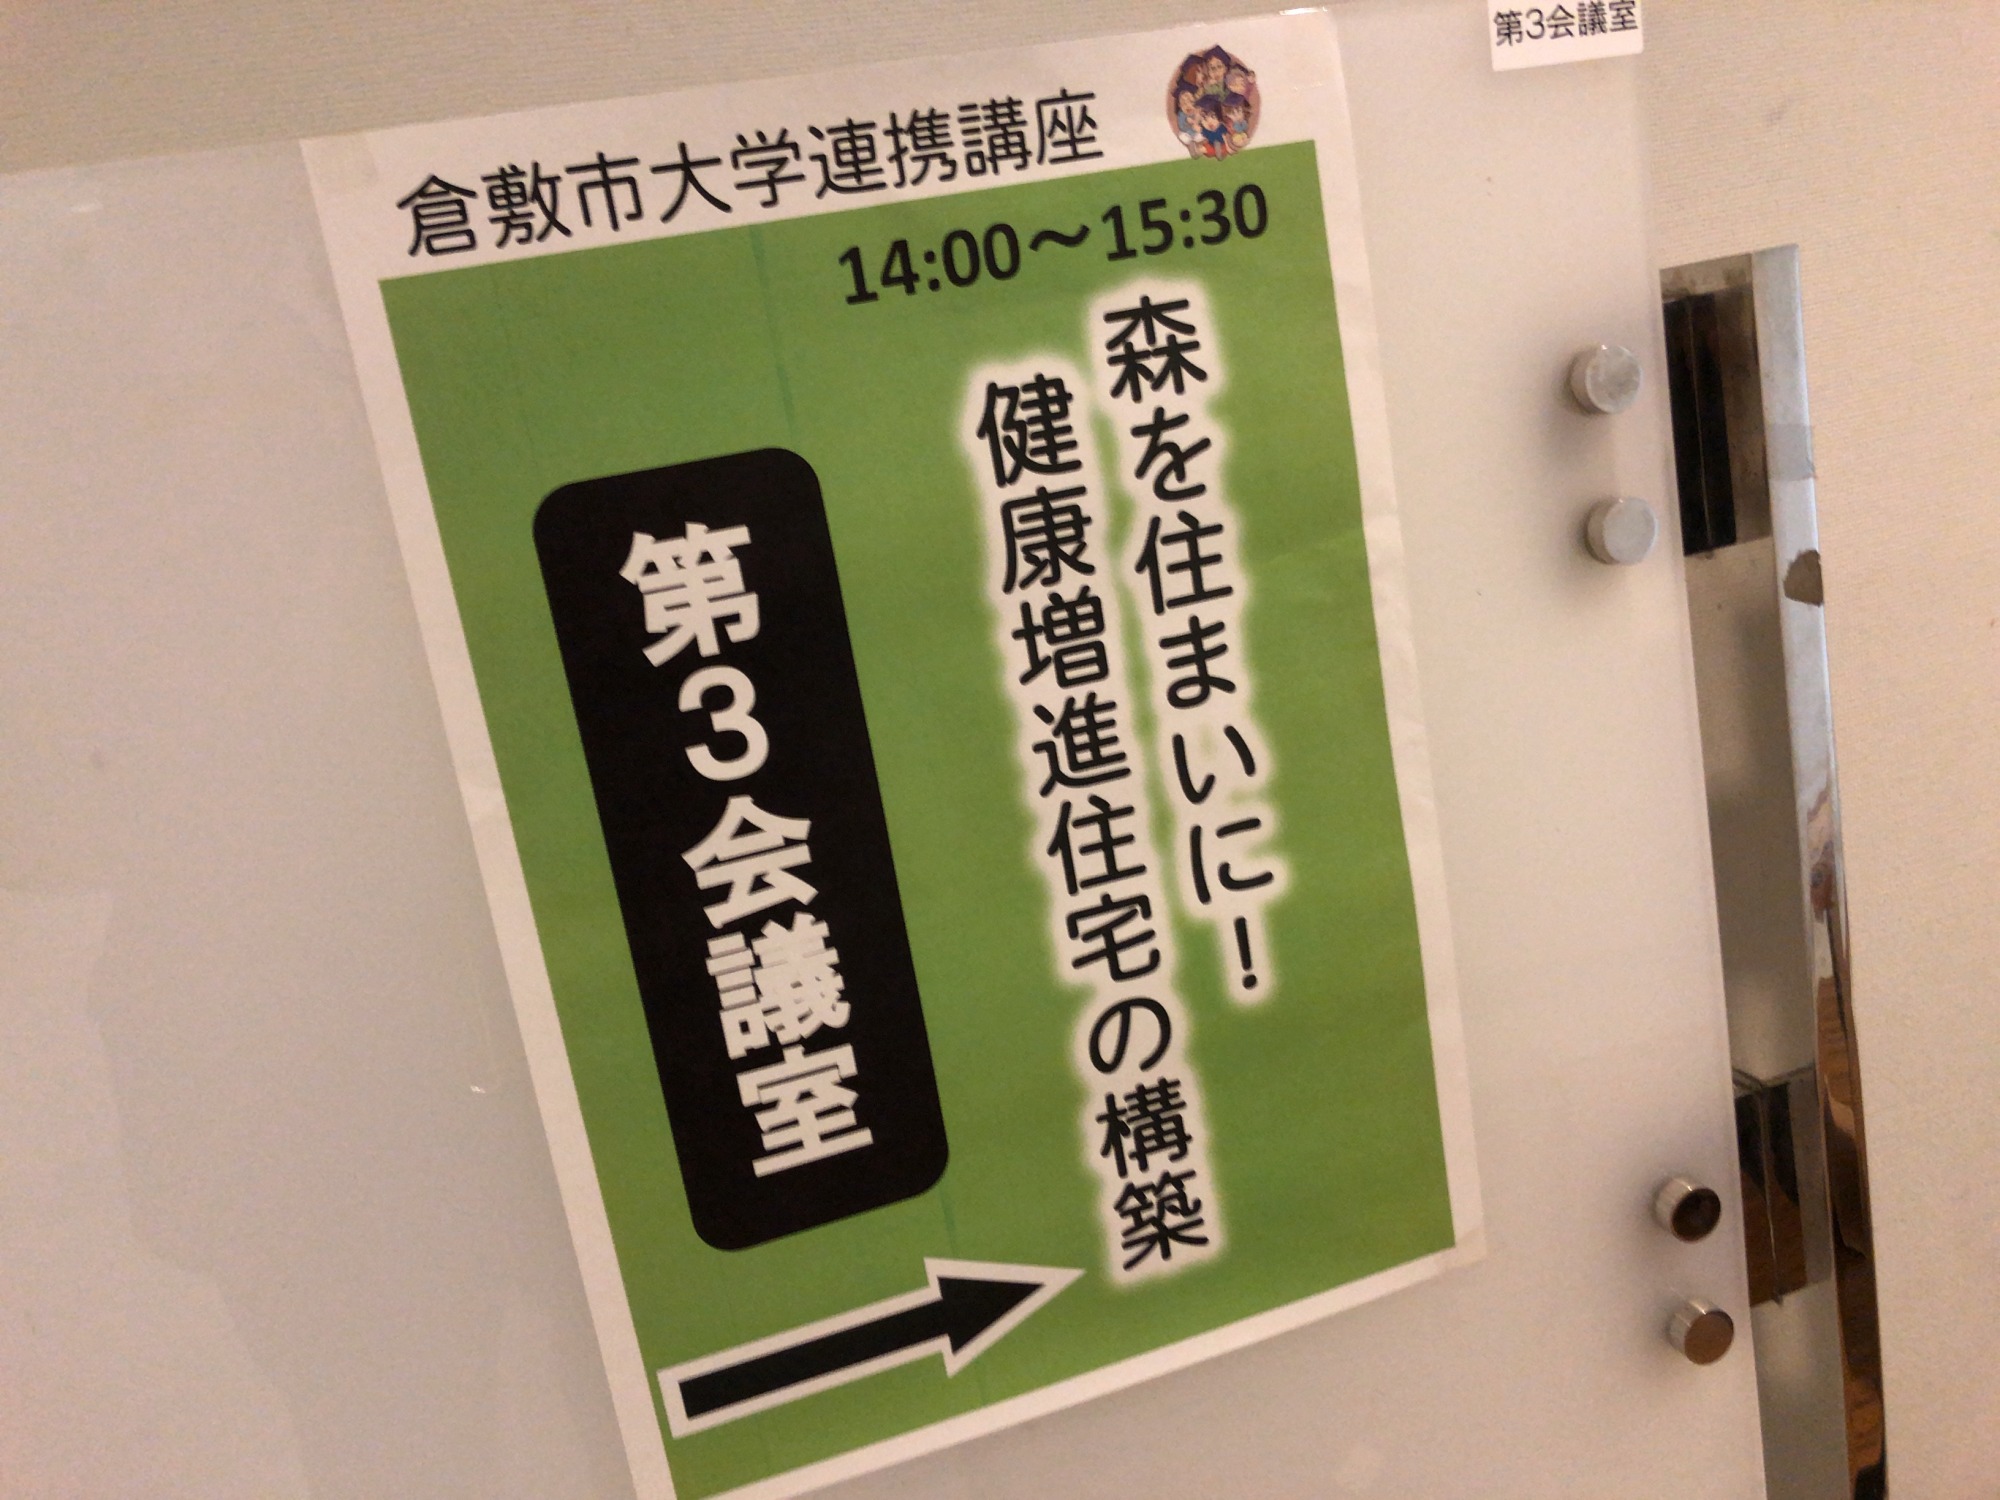 第3会議室
倉敷市大学連携講座
14:00～15:30
森を住まいに!
健康増進住宅の構築
第3会議室